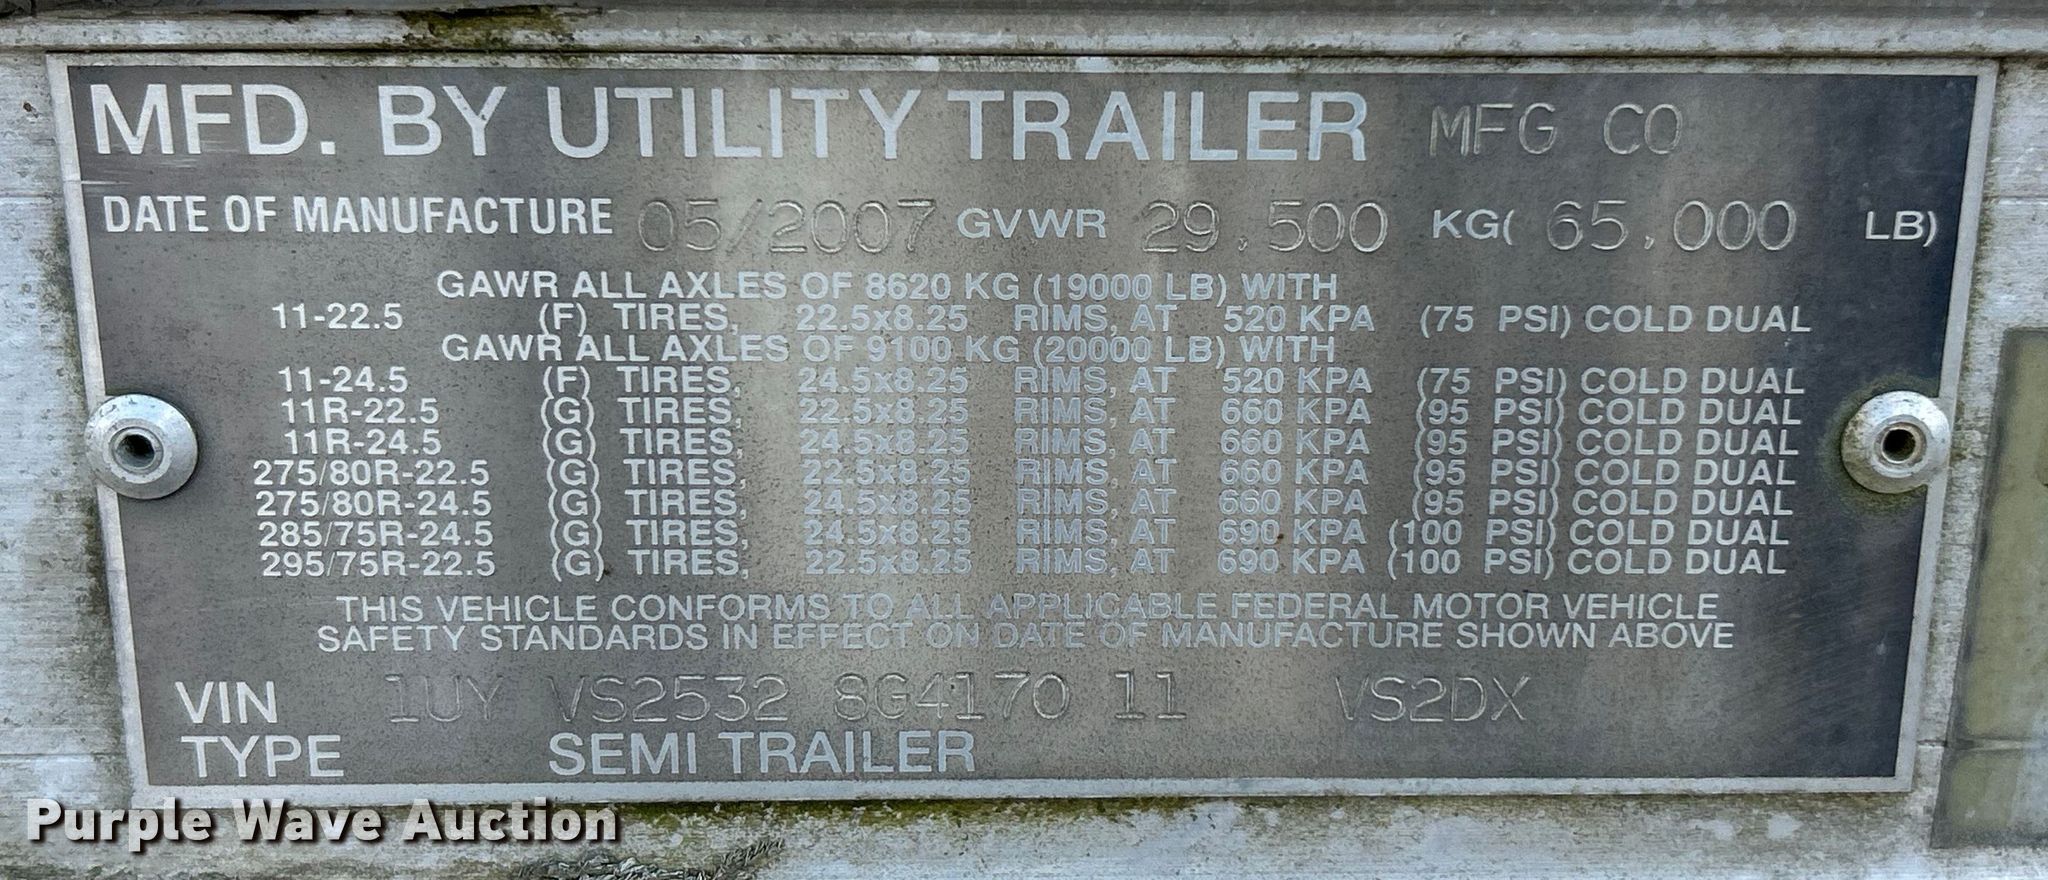 MFD. BY UTILITY TRAILER MFG CO
DATE OF MANUFACTURE 05/2007 GVWR 29,500 KG( 65,000 LB)
GAWR ALL AXLES OF 8620 KG (19000 LB) WITH
11-22.5 (F) TIRES, 22.5x8.25 RIMS, AT 520 KPA (75 PSI) COLD DUAL
GAWR ALL AXLES OF 9100 KG (20000 LB) WITH
11-24.5 (F) TIRES, 24.5x8.25 RIMS, AT 520 KPA (75 PSI) COLD DUAL
11R-22.5 (G) TIRES, 22.5x8.25 RIMS, AT 660 KPA (95 PSI) COLD DUAL
11R-24.5 (G) TIRES, 24.5x8.25 RIMS, AT 660 KPA (95 PSI) COLD DUAL
275/80R-22.5 (G) TIRES, 22.5x8.25 RIMS, AT 660 KPA (95 PSI) COLD DUAL
275/80R-24.5 (G) TIRES, 24.5x8.25 RIMS, AT 660 KPA (95 PSI) COLD DUAL
285/75R-24.5 (G) TIRES, 24.5x8.25 RIMS, AT 690 KPA (100 PSI) COLD DUAL
295/75R-22.5 (G) TIRES, 22.5x8.25 RIMS, AT 690 KPA (100 PSI) COLD DUAL
THIS VEHICLE CONFORMS TO ALL APPLICABLE FEDERAL MOTOR VEHICLE
SAFETY STANDARDS IN EFFECT ON DATE OF MANUFACTURE SHOWN ABOVE
VIN 1UY VS2532 8G4170 11 VS2DX
TYPE SEMI TRAILER
Purple Wave Auction